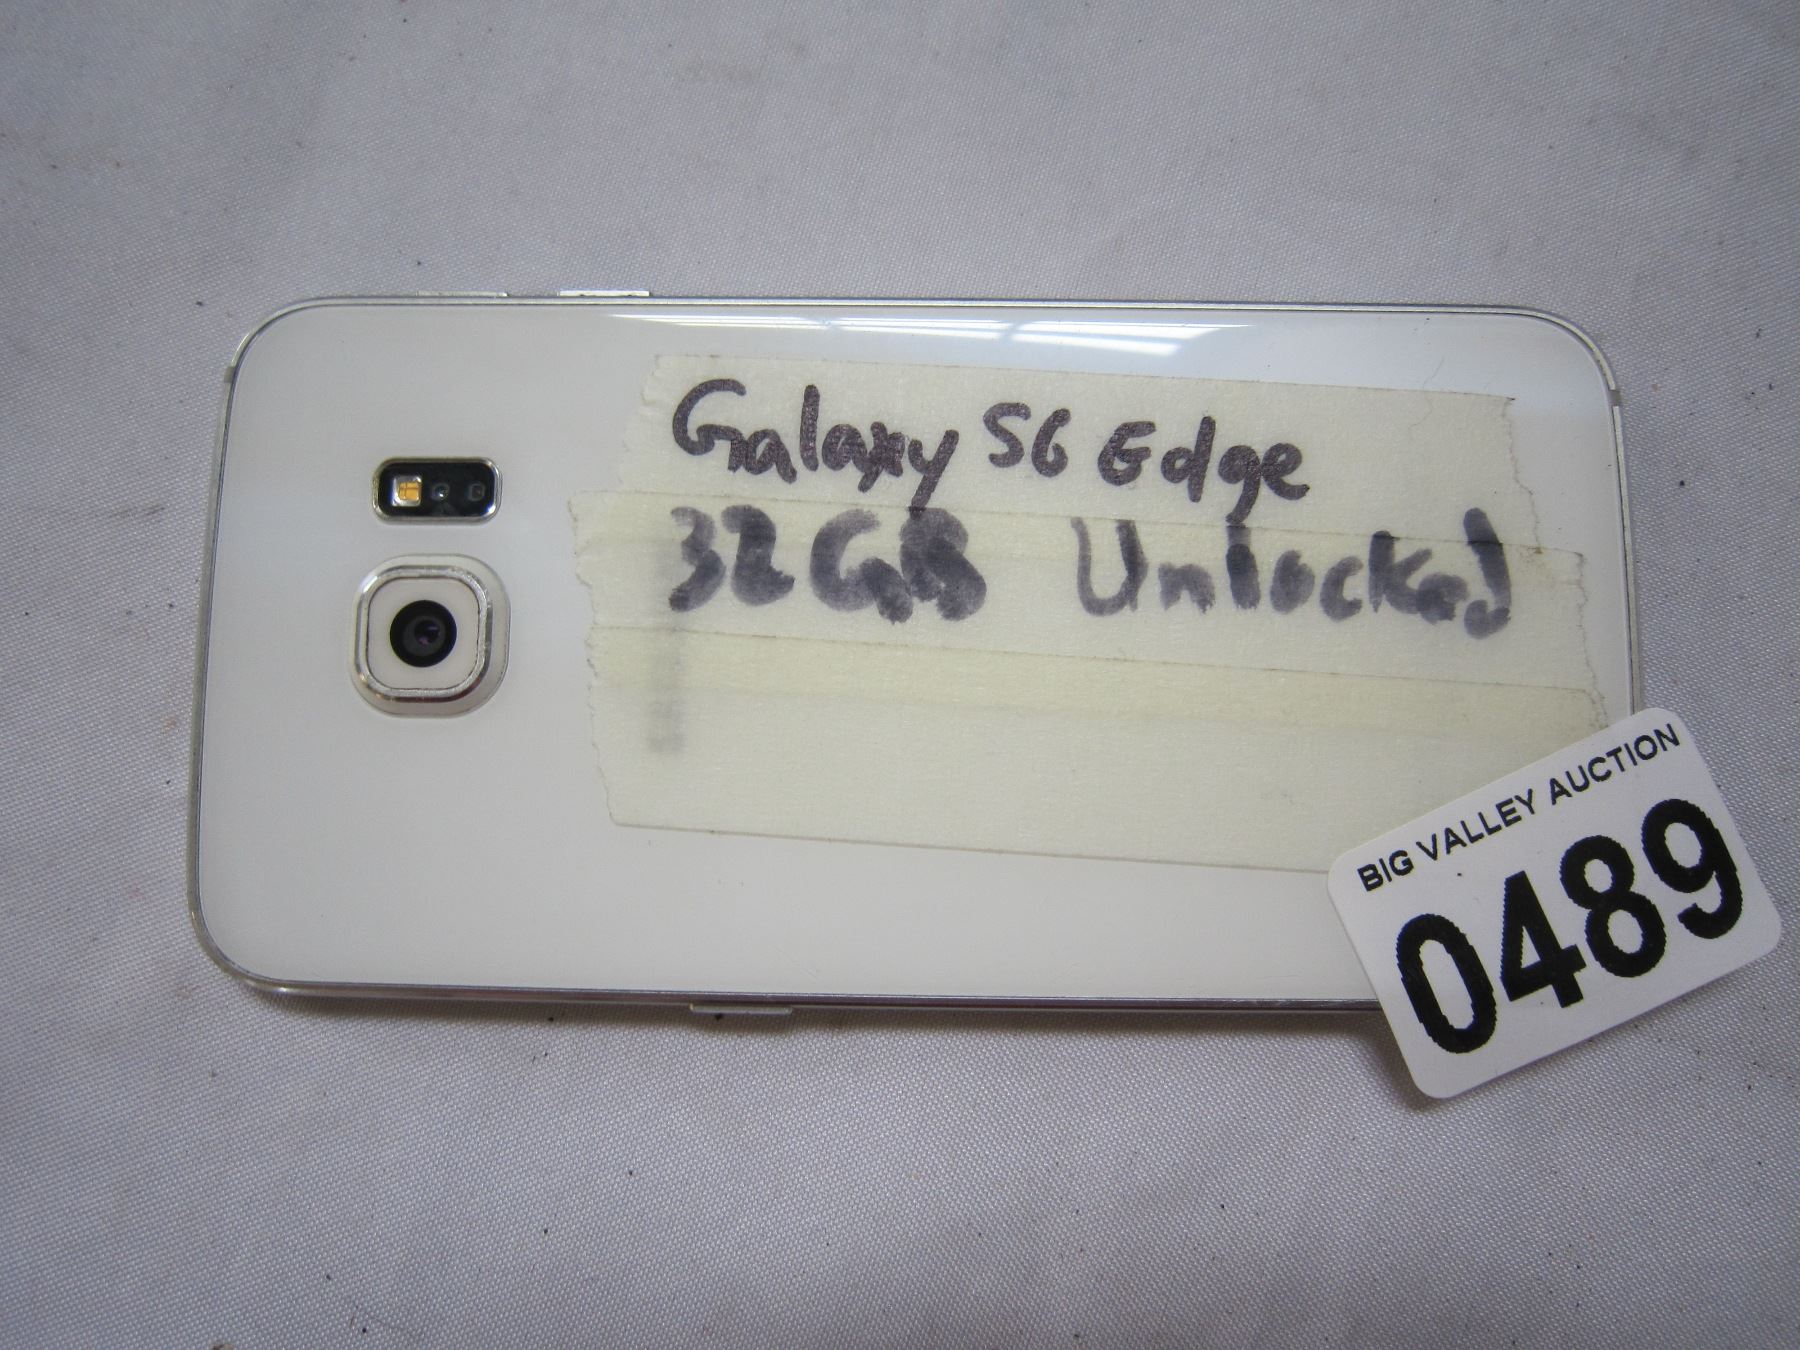 Galaxy S6 Edge
32GB Unlocked
BIG VALLEY AUCTION
0489